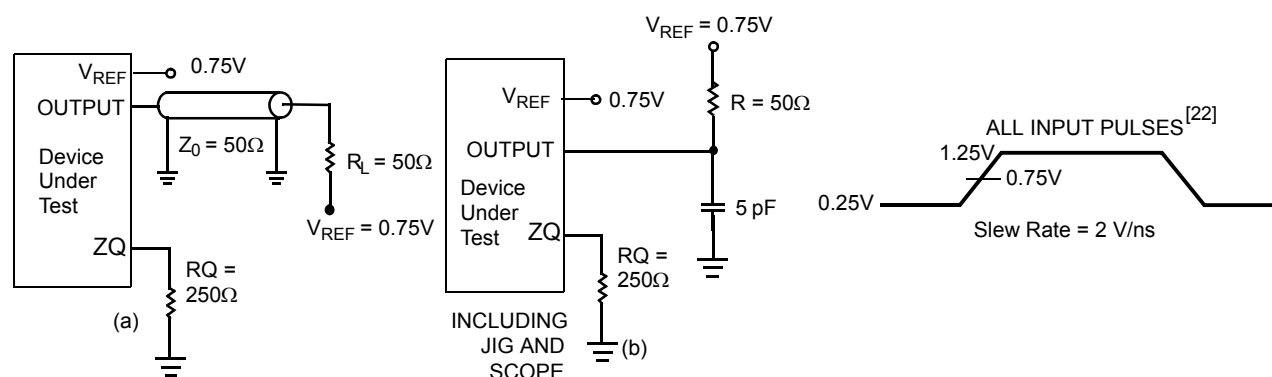 VREF
0.75V
OUTPUT
Z0 = 50Ω
Device
Under
Test
RL = 50Ω
VREF = 0.75V
ZQ
RQ =
250Ω
(a)
VREF = 0.75V
R = 50Ω
VREF
0.75V
OUTPUT
Device
Under
Test
5 pF
ZQ
RQ =
250Ω
INCLUDING
JIG AND
SCOPE
(b)
ALL INPUT PULSES[22]
1.25V
0.75V
0.25V
Slew Rate = 2 V/ns